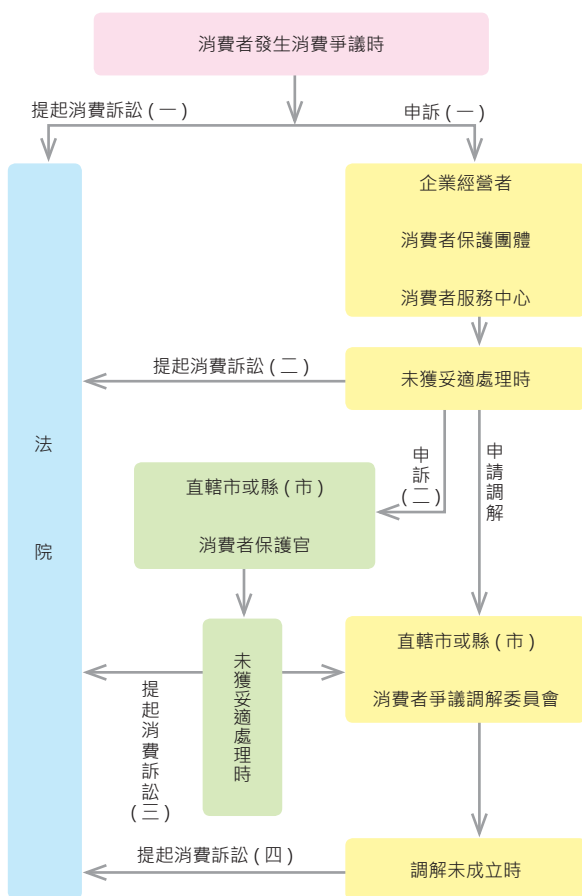 消費者發生消費爭議時
提起消費訴訟(一)
申訴(一)
企業經營者
消費者保護團體
消費者服務中心
提起消費訴訟(二)
未獲妥適處理時
法院
申訴(二)
申請調解
直轄市或縣(市)
消費者保護官
未獲妥適處理時
直轄市或縣(市)
消費者爭議調解委員會
提起消費訴訟(三)
提起消費訴訟(四)
調解未成立時